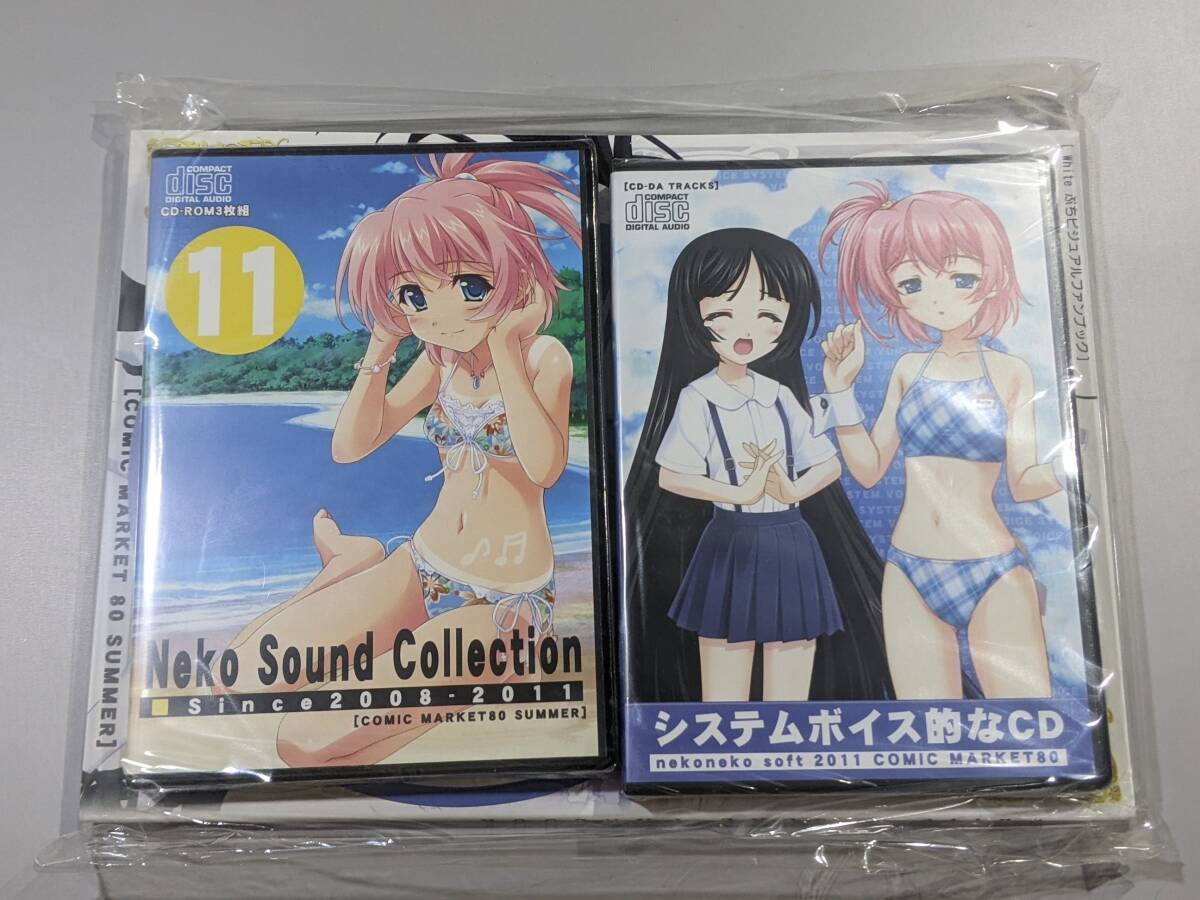 COMPACT
disc
DIGITAL AUDIO
CD-ROM3枚組
11
Neko Sound Collection
Since2008-2011
[COMIC MARKET80 SUMMER]
[CD-DA TRACKS]
COMPACT
disc
DIGITAL AUDIO
システムボイス的なCD
nekoneko soft 2011 COMIC MARKET80
[COMIC MARKET 80 SUMMER]
[White ぷちビジュアルファンブック]